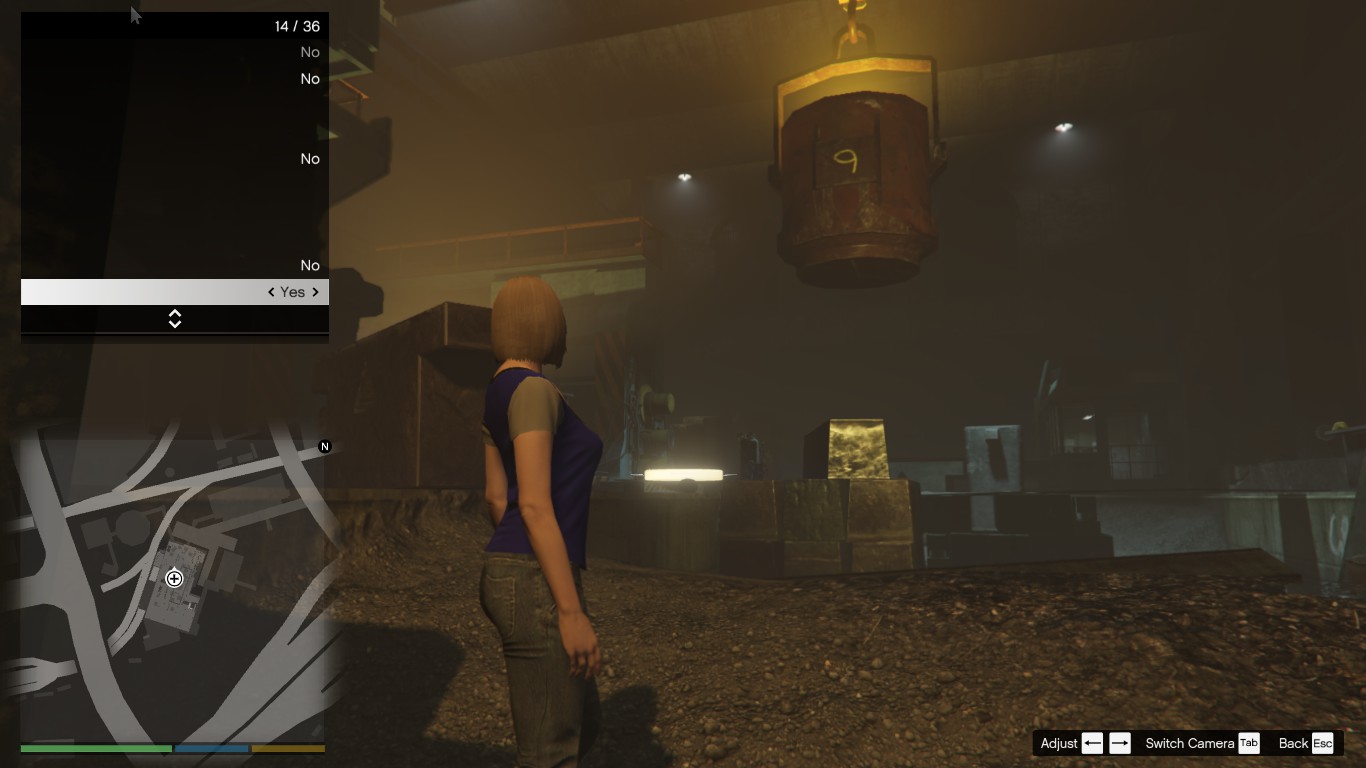 14 / 36
No
No
No
No
< Yes >
N
9
Adjust ← → Switch Camera Tab Back Esc